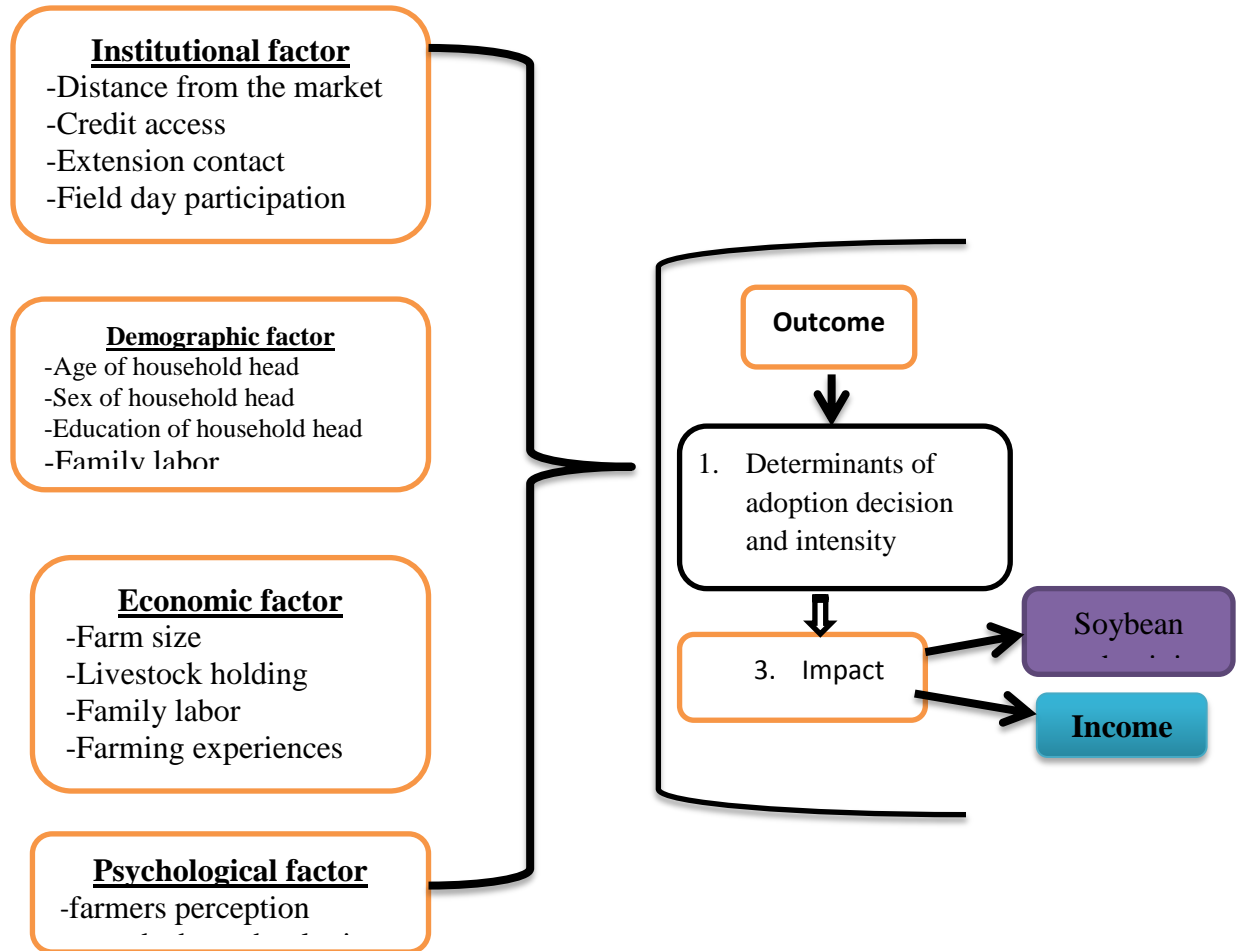 Institutional factor
-Distance from the market
-Credit access
-Extension contact
-Field day participation
Demographic factor
-Age of household head
-Sex of household head
-Education of household head
-Family labor
Economic factor
-Farm size
-Livestock holding
-Family labor
-Farming experiences
Psychological factor
-farmers perception
Outcome
1. Determinants of
adoption decision
and intensity
3. Impact
Soybean
Income